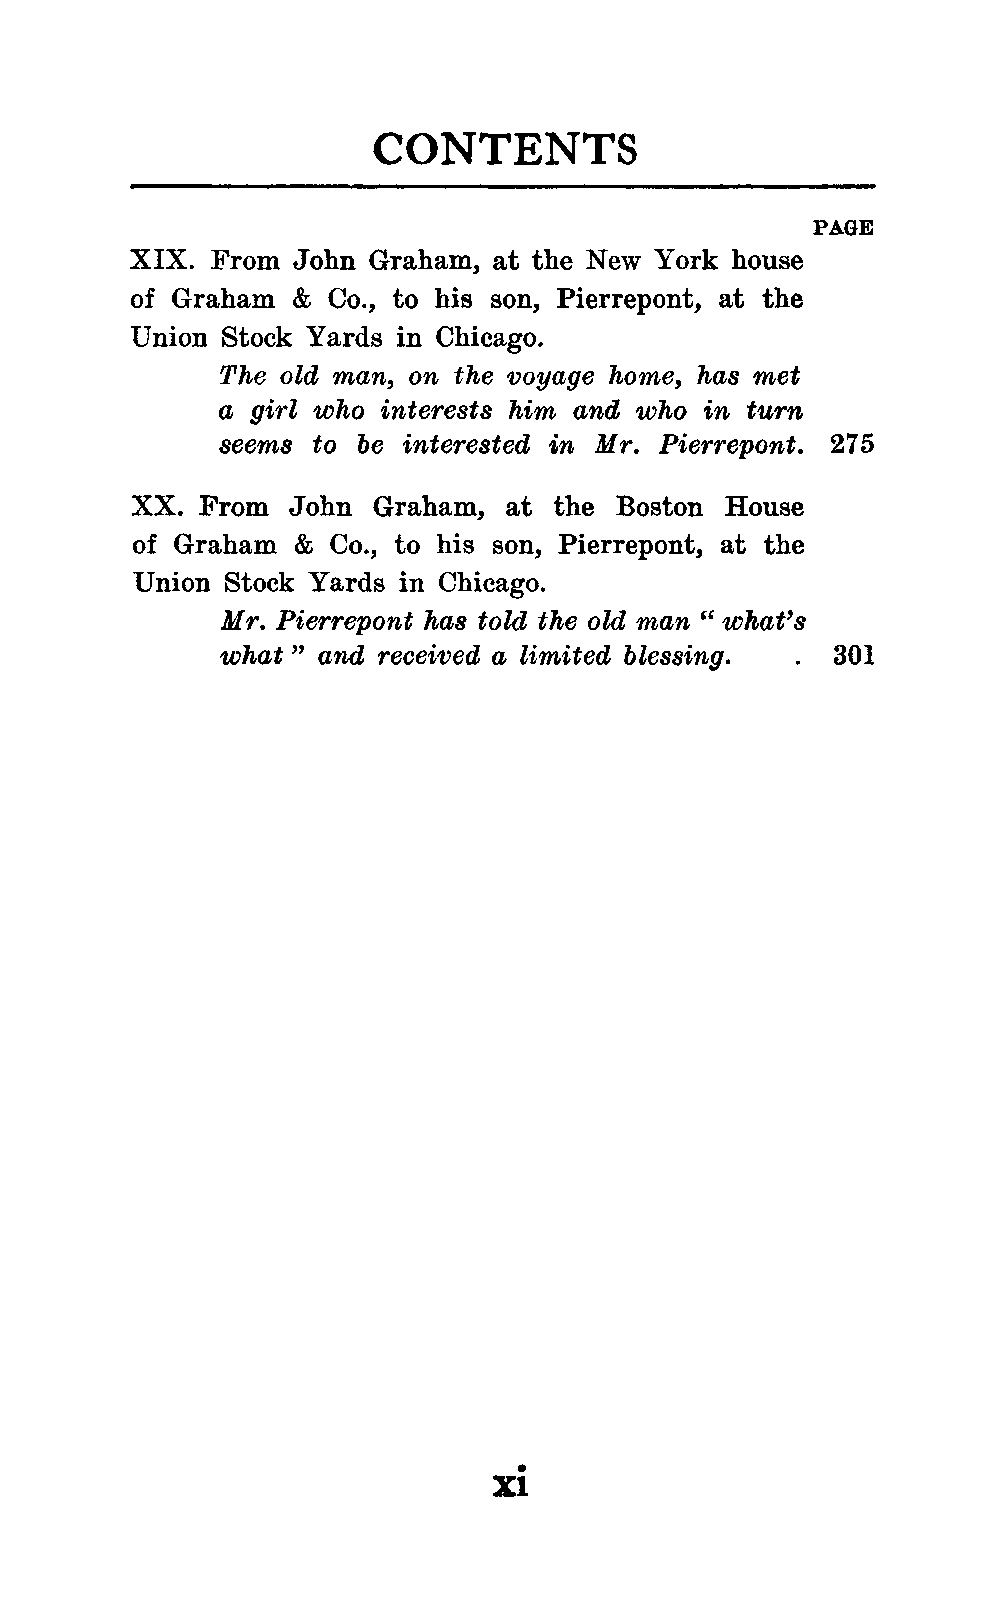 CONTENTS
PAGE
XIX. From John Graham, at the New York house
of Graham & Co., to his son, Pierrepont, at the
Union Stock Yards in Chicago.
The old man, on the voyage home, has met
a girl who interests him and who in turn
seems to be interested in Mr. Pierrepont. 275
XX. From John Graham, at the Boston House
of Graham & Co., to his son, Pierrepont, at the
Union Stock Yards in Chicago.
Mr. Pierrepont has told the old man “ what’s
what ” and received a limited blessing. . 301
xi